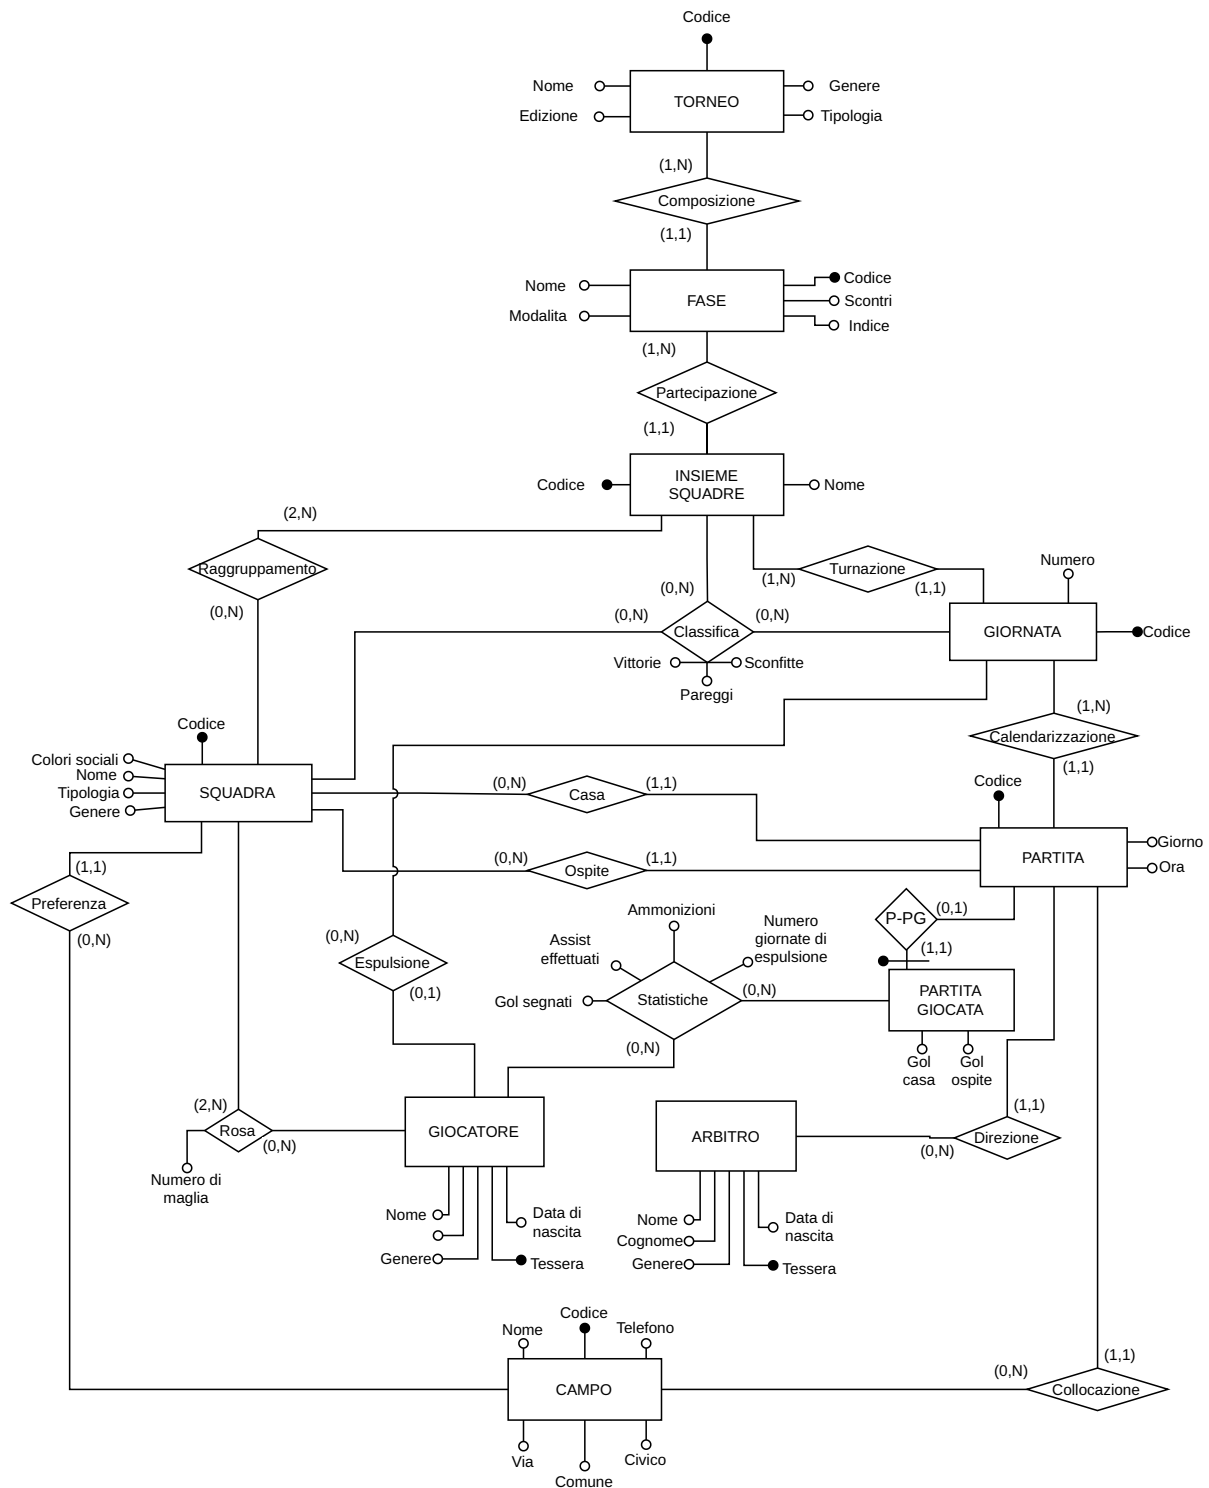 Codice
Nome
Genere
TORNEO
Edizione
Tipologia
(1,N)
Composizione
(1,1)
Codice
Nome
FASE
Scontri
Modalita
Indice
(1,N)
Partecipazione
(1,1)
INSIEME
SQUADRE
Codice
Nome
(2,N)
Raggruppamento
(0,N)
Turnazione
(1,N)
(1,1)
Numero
(0,N)
(0,N)
(0,N)
Classifica
GIORNATA
Codice
Vittorie
Sconfitte
Pareggi
(1,N)
Calendarizzazione
(1,1)
Codice
Colori sociali
Nome
Tipologia
Genere
SQUADRA
(0,N)
Casa
(1,1)
Codice
Giorno
PARTITA
Ora
(0,N)
Ospite
(1,1)
(1,1)
Preferenza
(0,N)
P-PG
(0,1)
(1,1)
Ammonizioni
Numero
giornate di
espulsione
Assist
effettuati
(0,N)
Espulsione
(0,1)
Gol segnati
Statistiche
(0,N)
(0,N)
PARTITA
GIOCATA
Gol
casa
Gol
ospite
(2,N)
Rosa
(0,N)
Numero di
maglia
GIOCATORE
ARBITRO
(1,1)
Direzione
(0,N)
Nome
Data di
nascita
Genere
Tessera
Nome
Cognome
Genere
Data di
nascita
Tessera
Nome
Codice
Telefono
CAMPO
(0,N)
(1,1)
Collocazione
Via
Comune
Civico